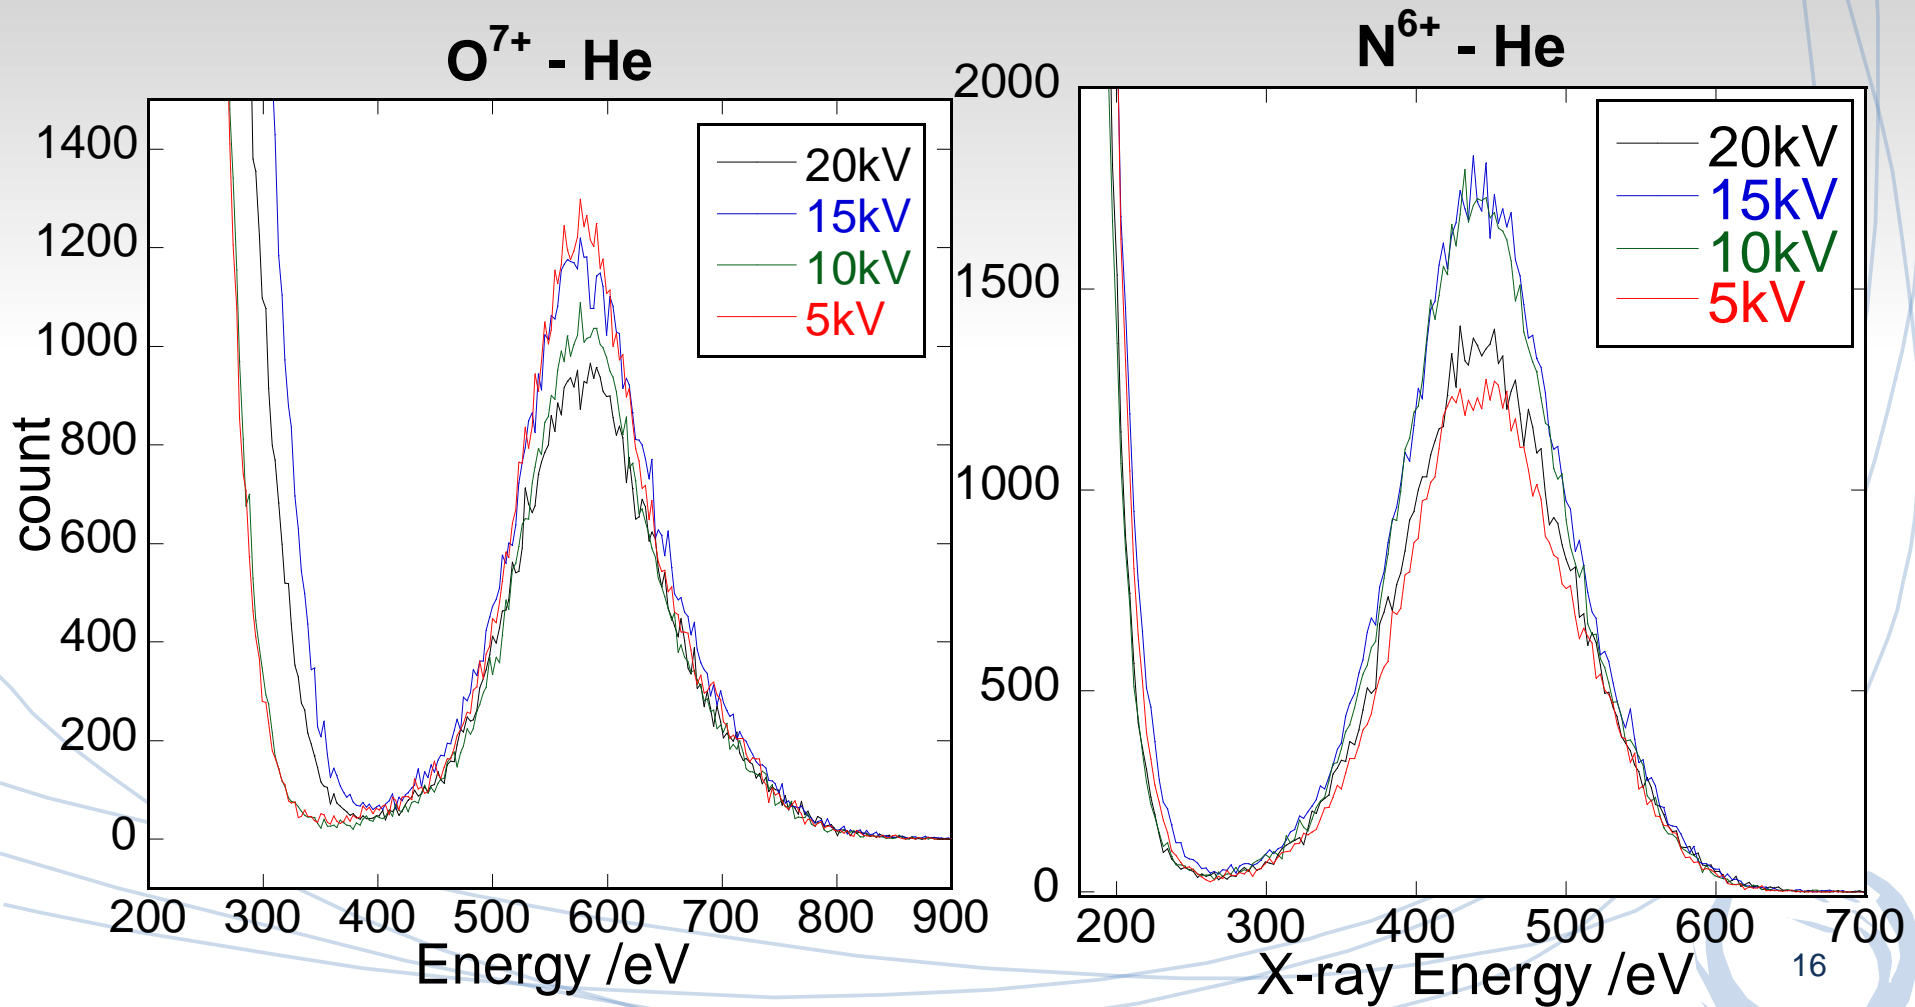 O7+ - He
1400
1200
1000
800
600
400
200
0
count
20kV
15kV
10kV
5kV
200 300 400 500 600 700 800 900
Energy /eV
N6+ - He
2000
1500
1000
500
0
20kV
15kV
10kV
5kV
200 300 400 500 600 700
X-ray Energy /eV
16